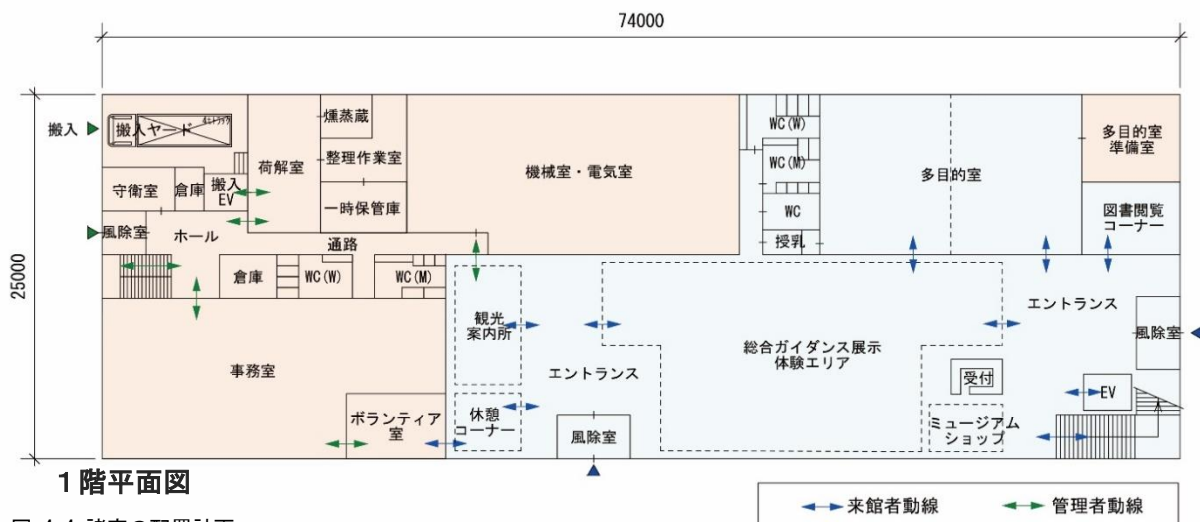 74000
25000
搬入
搬入ヤード
守衛室
倉庫
搬入
EV
荷解室
燻蒸蔵
整理作業室
一時保管庫
機械室・電気室
WC(W)
WC(M)
WC
授乳
多目的室
多目的室
準備室
図書閲覧
コーナー
風除室
ホール
通路
倉庫
WC(W)
WC(M)
観光
案内所
エントランス
総合ガイダンス展示
体験エリア
エントランス
風除室
事務室
ボランティア
室
休憩
コーナー
風除室
受付
ミュージアム
ショップ
EV
1階平面図
来館者動線
管理者動線